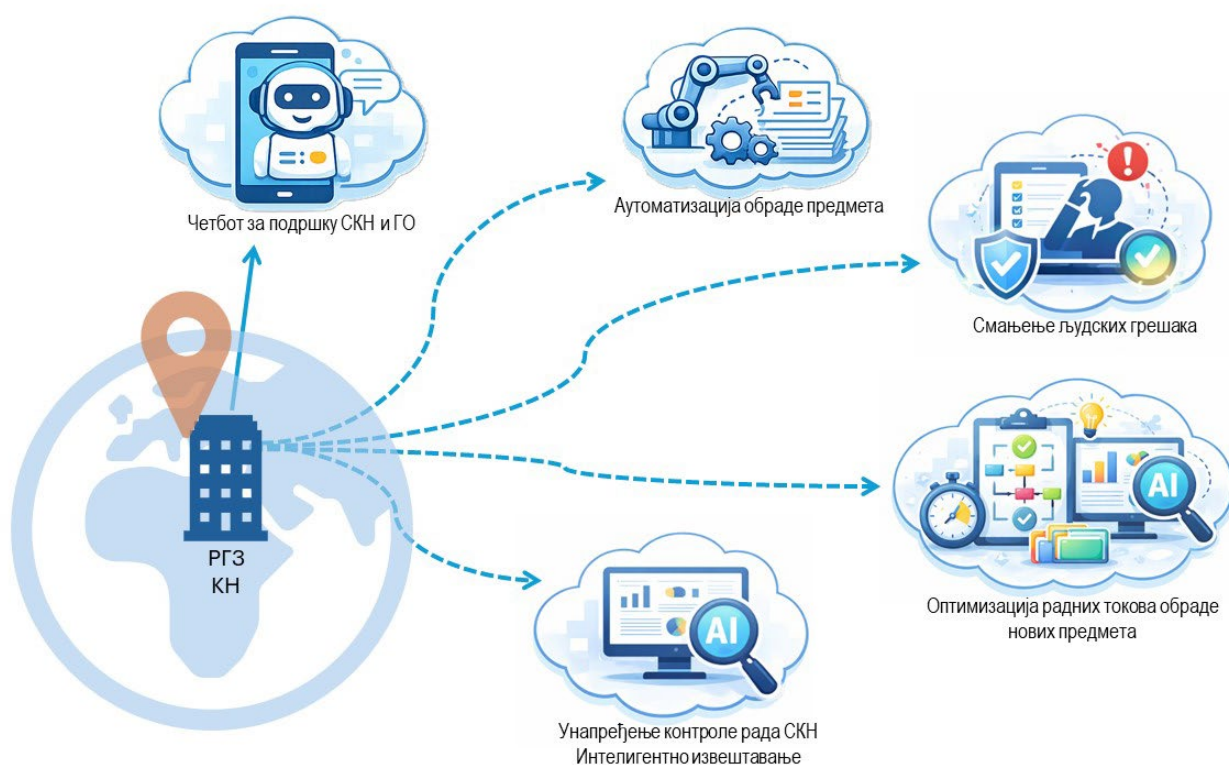 Четбот за подршку СКН и ГО
Аутоматизација обраде предмета
!
Смањење људских грешака
РГЗ
КН
AI
Оптимизација радних токова обраде
нових предмета
AI
Унапређење контроле рада СКН
Интелигентно извештавање